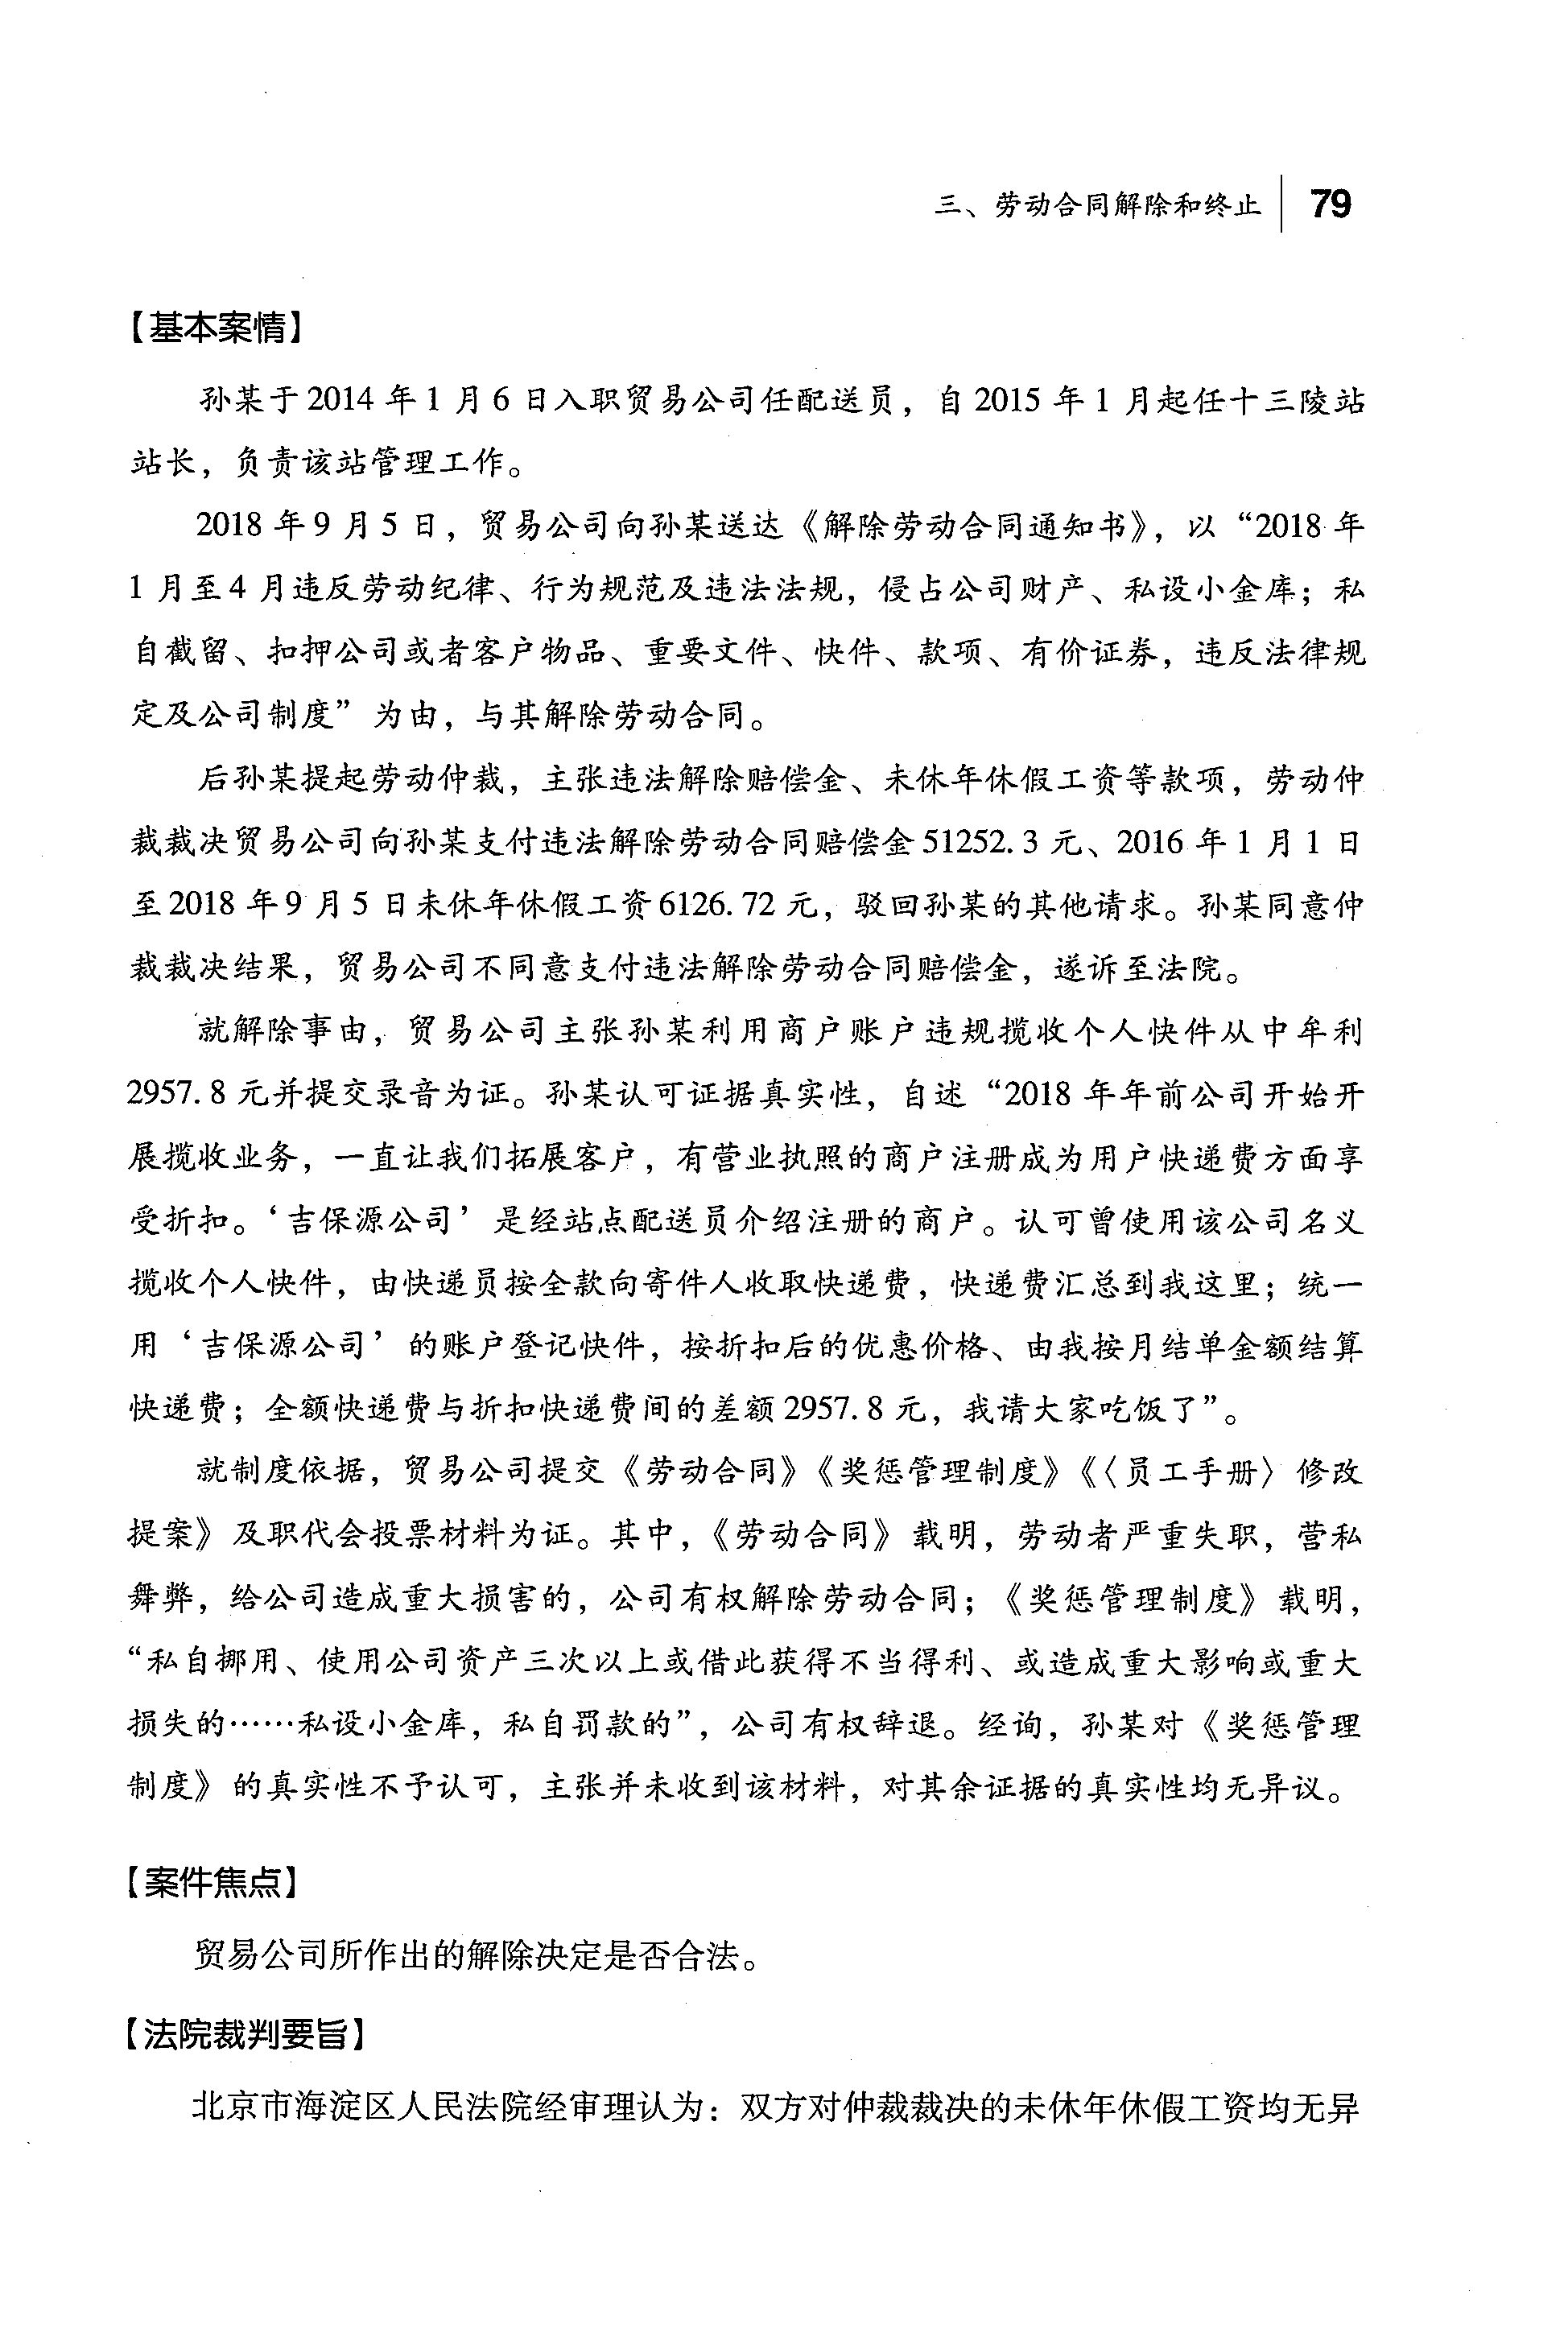 三、劳动合同解除和终止 79
【基本案情】
孙某于2014年1月6日入职贸易公司任配送员，自2015年1月起任十三陵站
站长，负责该站管理工作。
2018年9月5日，贸易公司向孙某送达《解除劳动合同通知书》，以“2018年
1月至4月违反劳动纪律、行为规范及违法法规，侵占公司财产、私设小金库；私
自截留、扣押公司或者客户物品、重要文件、快件、款项、有价证券，违反法律规
定及公司制度”为由，与其解除劳动合同。
后孙某提起劳动仲裁，主张违法解除赔偿金、未休年休假工资等款项，劳动仲
裁裁决贸易公司向孙某支付违法解除劳动合同赔偿金51252.3元、2016年1月1日
至2018年9月5日未休年休假工资6126.72元，驳回孙某的其他请求。孙某同意仲
裁裁决结果，贸易公司不同意支付违法解除劳动合同赔偿金，遂诉至法院。
就解除事由，贸易公司主张孙某利用商户账户违规揽收个人快件从中牟利
2957.8元并提交录音为证。孙某认可证据真实性，自述“2018年年前公司开始开
展揽收业务，一直让我们拓展客户，有营业执照的商户注册成为用户快递费方面享
受折扣。‘吉保源公司’是经站点配送员介绍注册的商户。认可曾使用该公司名义
揽收个人快件，由快递员按全款向寄件人收取快递费，快递费汇总到我这里；统一
用‘吉保源公司’的账户登记快件，按折扣后的优惠价格、由我按月结单金额结算
快递费；全额快递费与折扣快递费间的差额2957.8元，我请大家吃饭了”。
就制度依据，贸易公司提交《劳动合同》《奖惩管理制度》《〈员工手册〉修改
提案》及职代会投票材料为证。其中，《劳动合同》载明，劳动者严重失职，营私
舞弊，给公司造成重大损害的，公司有权解除劳动合同；《奖惩管理制度》载明，
“私自挪用、使用公司资产三次以上或借此获得不当得利、或造成重大影响或重大
损失的……私设小金库，私自罚款的”，公司有权辞退。经询，孙某对《奖惩管理
制度》的真实性不予认可，主张并未收到该材料，对其余证据的真实性均无异议。
【案件焦点】
贸易公司所作出的解除决定是否合法。
【法院裁判要旨】
北京市海淀区人民法院经审理认为：双方对仲裁裁决的未休年休假工资均无异